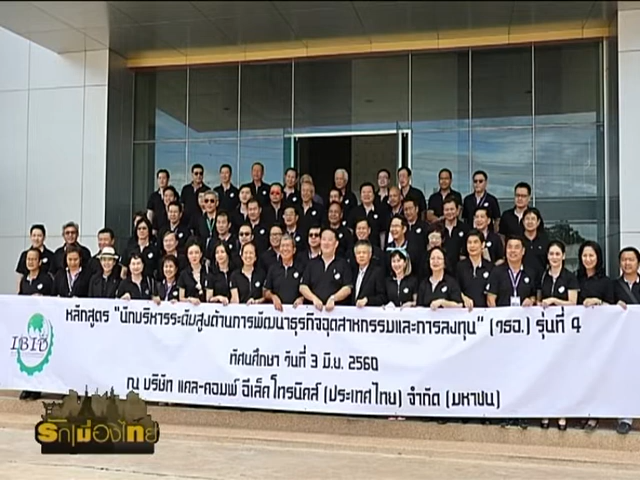 หลักสูตร "นักบริหารระดับสูงด้านการพัฒนาธุรกิจอุตสาหกรรมและการลงทุน" (วธอ.) รุ่นที่ 4
IBID
ทัศนศึกษา วันที่ 3 มิ.ย. 2560
ณ บริษัท แคล-คอมพ์ อีเล็คโทรนิคส์ (ประเทศไทย) จำกัด (มหาชน)
รักเมืองไทย